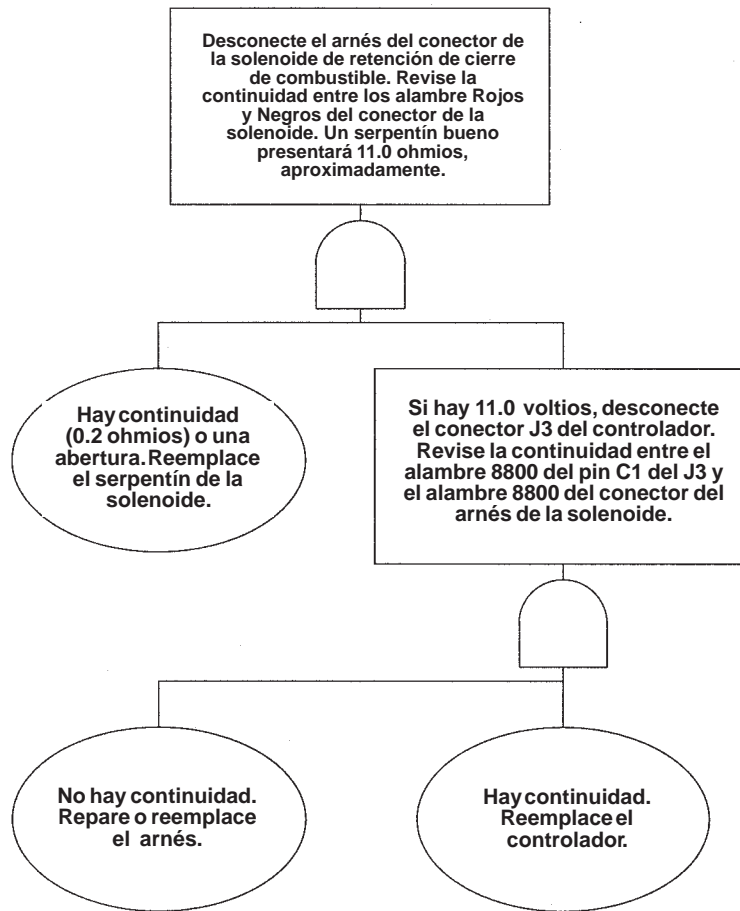 Desconecte el arnés del conector de
la solenoide de retención de cierre
de combustible. Revise la
continuidad entre los alambre Rojos
y Negros del conector de la
solenoide. Un serpentín bueno
presentará 11.0 ohmios,
aproximadamente.
Hay continuidad
(0.2 ohmios) o una
abertura. Reemplace
el serpentín de la
solenoide.
Si hay 11.0 voltios, desconecte
el conector J3 del controlador.
Revise la continuidad entre el
alambre 8800 del pin C1 del J3 y
el alambre 8800 del conector del
arnés de la solenoide.
No hay continuidad.
Repare o reemplace
el arnés.
Hay continuidad.
Reemplace el
controlador.